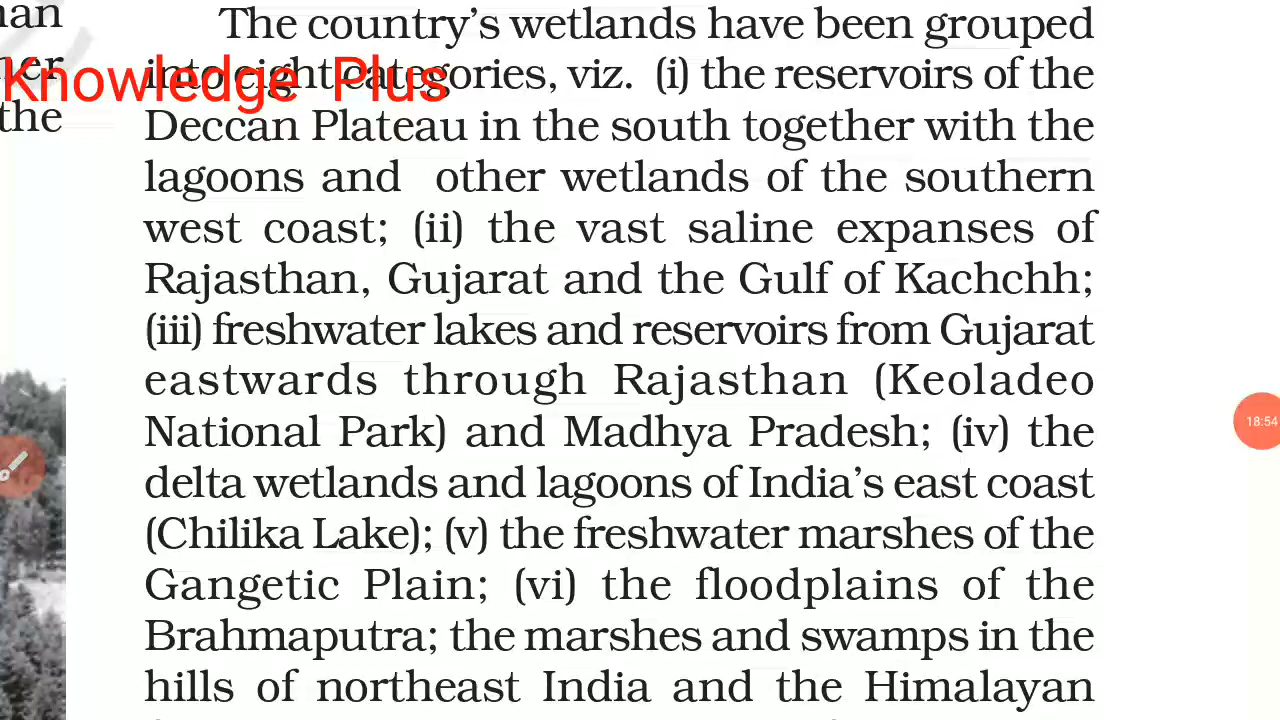 nan
her
the
Knowledge Plus
The country's wetlands have been grouped
into eight categories, viz. (i) the reservoirs of the
Deccan Plateau in the south together with the
lagoons and other wetlands of the southern
west coast; (ii) the vast saline expanses of
Rajasthan, Gujarat and the Gulf of Kachchh;
(iii) freshwater lakes and reservoirs from Gujarat
eastwards through Rajasthan (Keoladeo
National Park) and Madhya Pradesh; (iv) the
delta wetlands and lagoons of India's east coast
(Chilika Lake); (v) the freshwater marshes of the
Gangetic Plain; (vi) the floodplains of the
Brahmaputra; the marshes and swamps in the
hills of northeast India and the Himalayan
18:54